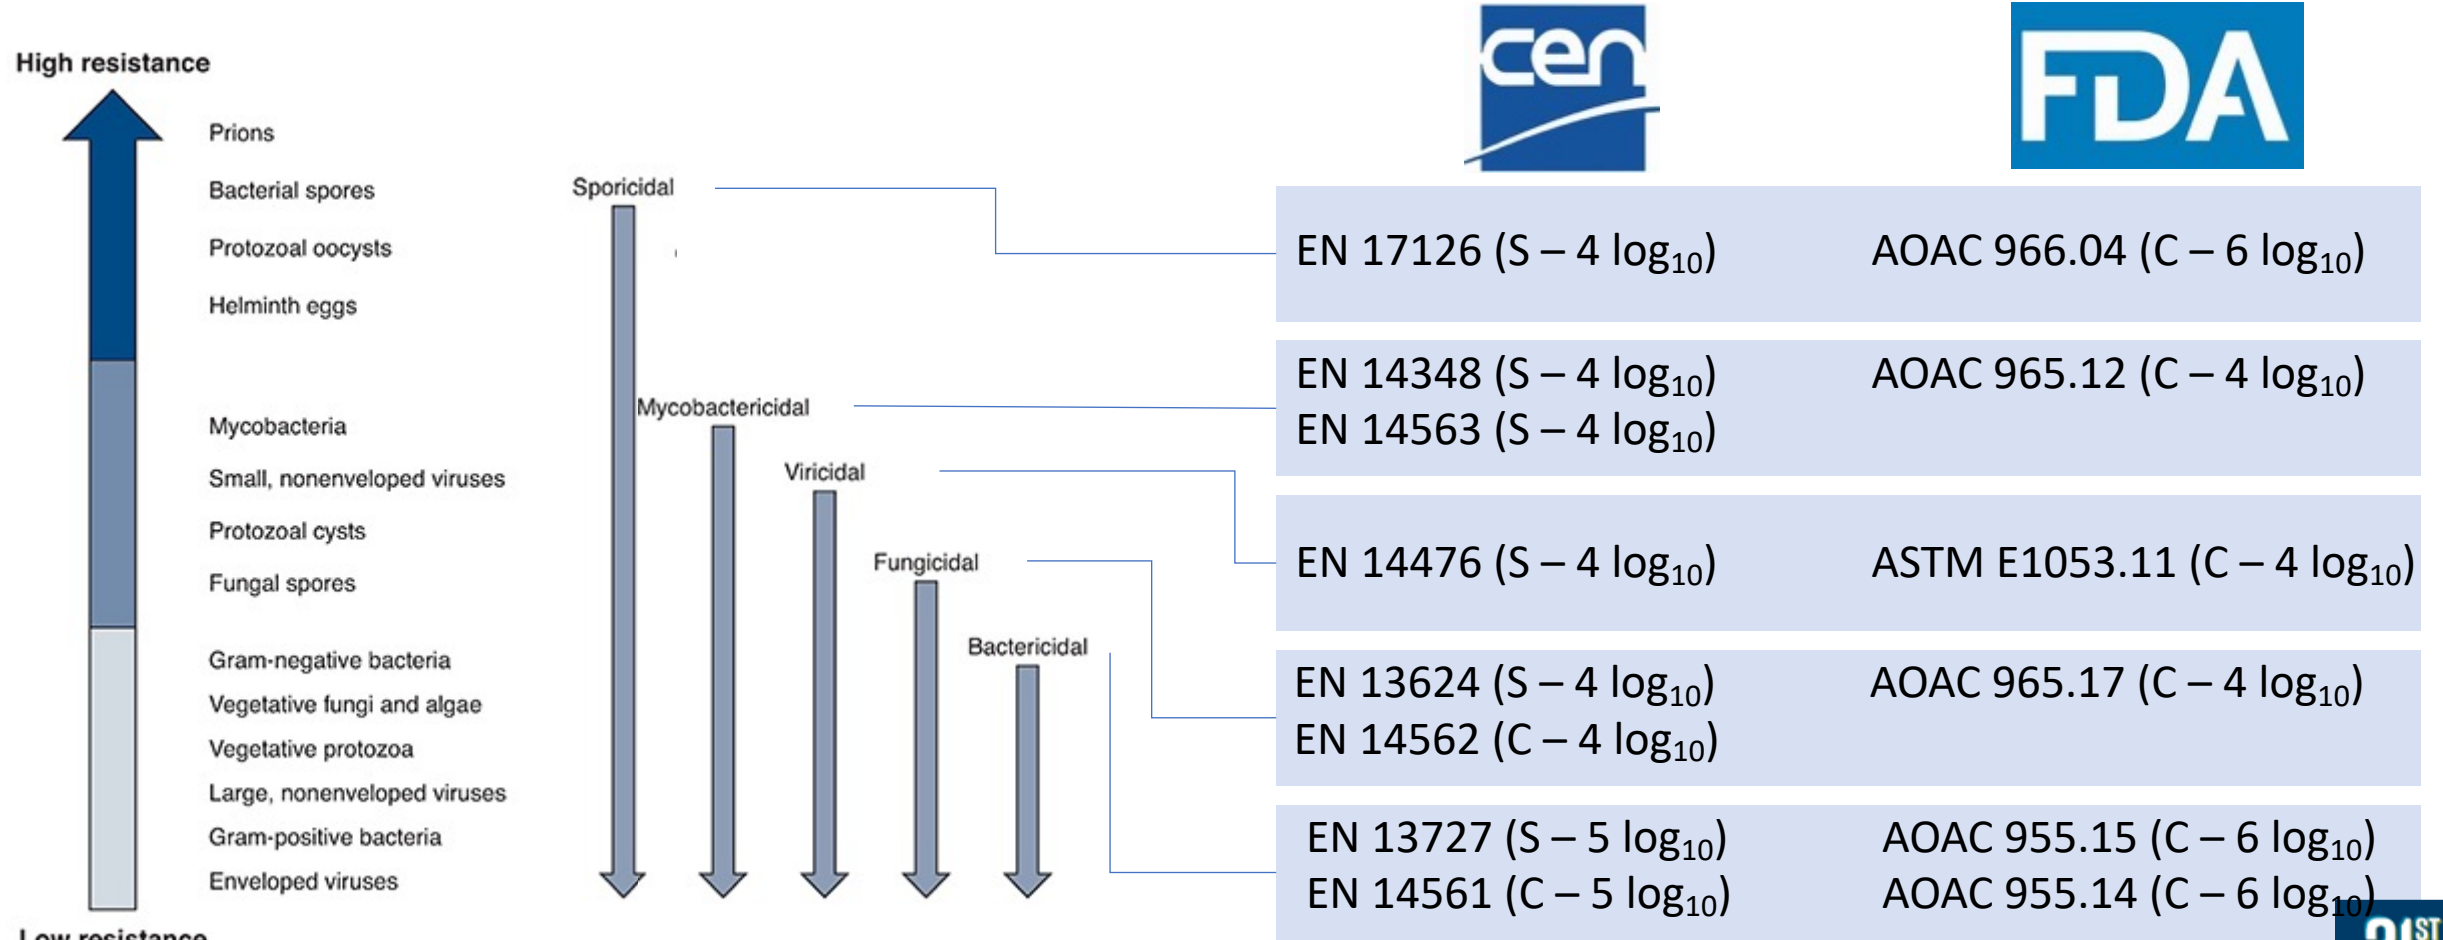 High resistance
Prions
Bacterial spores
Protozoal oocysts
Helminth eggs
Mycobacteria
Small, nonenveloped viruses
Protozoal cysts
Fungal spores
Gram-negative bacteria
Vegetative fungi and algae
Vegetative protozoa
Large, nonenveloped viruses
Gram-positive bacteria
Enveloped viruses
Low resistance
Sporicidal
Mycobactericidal
Viricidal
Fungicidal
Bactericidal
cen
FDA
EN 17126 (S – 4 log₁₀)
AOAC 966.04 (C – 6 log₁₀)
EN 14348 (S – 4 log₁₀)
AOAC 965.12 (C – 4 log₁₀)
EN 14563 (S – 4 log₁₀)
EN 14476 (S – 4 log₁₀)
ASTM E1053.11 (C – 4 log₁₀)
EN 13624 (S – 4 log₁₀)
AOAC 965.17 (C – 4 log₁₀)
EN 14562 (C – 4 log₁₀)
EN 13727 (S – 5 log₁₀)
AOAC 955.15 (C – 6 log₁₀)
EN 14561 (C – 5 log₁₀)
AOAC 955.14 (C – 6 log₁₀)